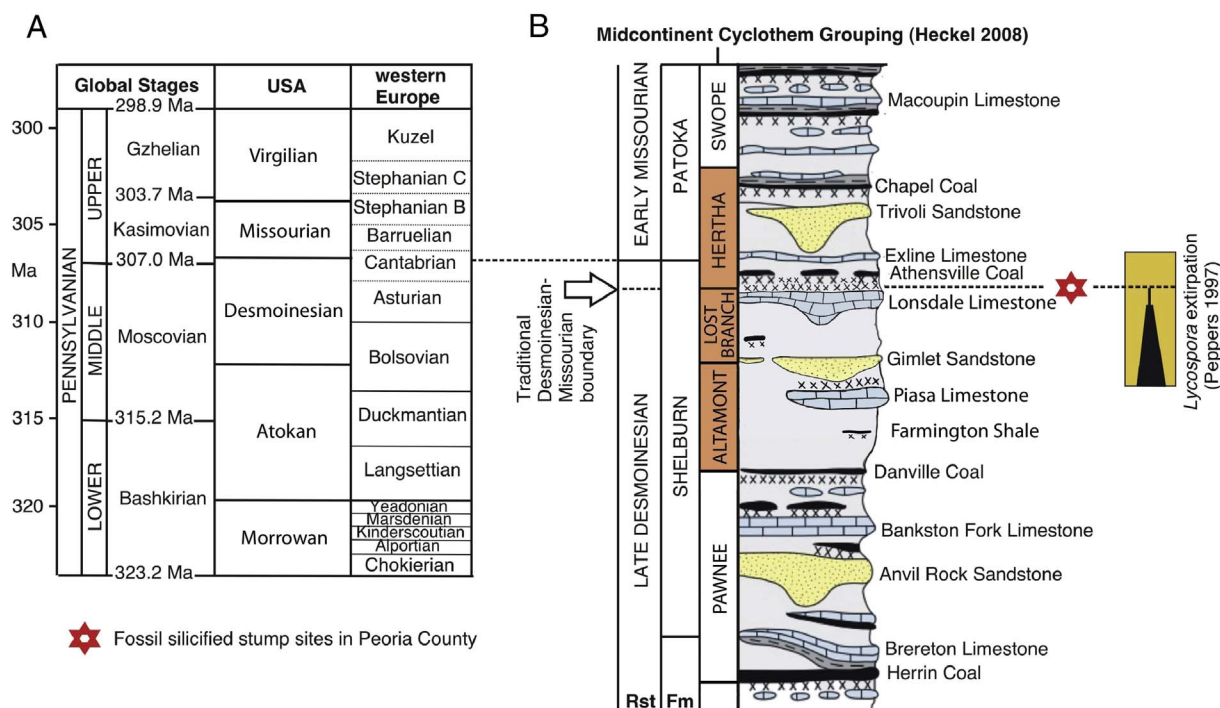 A
B
Midcontinent Cyclothem Grouping (Heckel 2008)
Global Stages
USA
western
Europe
298.9 Ma
300
305
Ma
310
315
320
PENNSYLVANIAN
UPPER
MIDDLE
LOWER
Gzhelian
303.7 Ma
Kasimovian
307.0 Ma
Moscovian
315.2 Ma
Bashkirian
323.2 Ma
Virgilian
Missourian
Desmoinesian
Atokan
Morrowan
Kuzel
Stephanian C
Stephanian B
Barruelian
Cantabrian
Asturian
Bolsovian
Duckmantian
Langsettian
Yeadonian
Marsdenian
Kinderscoutian
Alportian
Chokierian
Fossil silicified stump sites in Peoria County
Traditional
Desmoinesian-
Missourian
boundary
EARLY MISSOURIAN
LATE DESMOINESIAN
Rst
PATOKA
SHELBURN
Fm
SWOPE
HERTHA
LOST
BRANCH
ALTAMONT
PAWNEE
Macoupin Limestone
Chapel Coal
Trivoli Sandstone
Exline Limestone
Athensville Coal
Lonsdale Limestone
Gimlet Sandstone
Piasa Limestone
Farmington Shale
Danville Coal
Bankston Fork Limestone
Anvil Rock Sandstone
Brereton Limestone
Herrin Coal
Lycospora extirpation
(Peppers 1997)